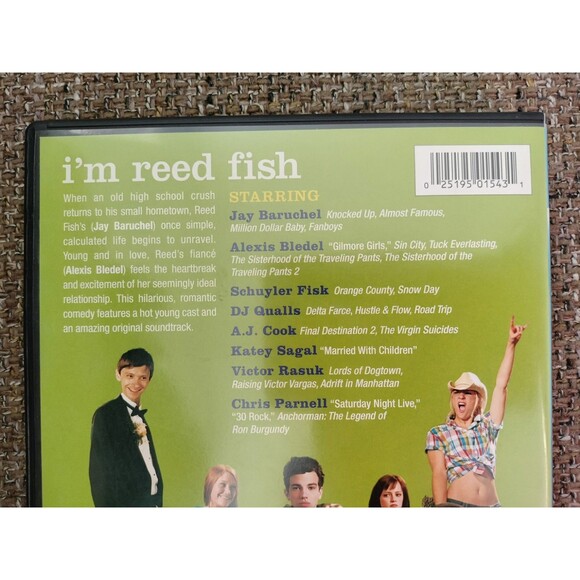 i'm reed fish
When an old high school crush
returns to his small hometown, Reed
Fish's (Jay Baruchel) once simple,
calculated life begins to unravel.
Young and in love, Reed's fiancé
(Alexis Bledel) feels the heartbreak
and excitement of her seemingly ideal
relationship. This hilarious, romantic
comedy features a hot young cast and
an amazing original soundtrack.
STARRING
Jay Baruchel Knocked Up, Almost Famous,
Million Dollar Baby, Fanboys
Alexis Bledel "Gilmore Girls," Sin City, Tuck Everlasting,
The Sisterhood of the Traveling Pants, The Sisterhood of the
Traveling Pants 2
Schuyler Fisk Orange County, Snow Day
DJ Qualls Delta Farce, Hustle & Flow, Road Trip
A.J. Cook Final Destination 2, The Virgin Suicides
Katey Sagal "Married With Children"
Victor Rasuk Lords of Dogtown,
Raising Victor Vargas, Adrift in Manhattan
Chris Parnell "Saturday Night Live,"
"30 Rock," Anchorman: The Legend of
Ron Burgundy
0 25195 01543 1